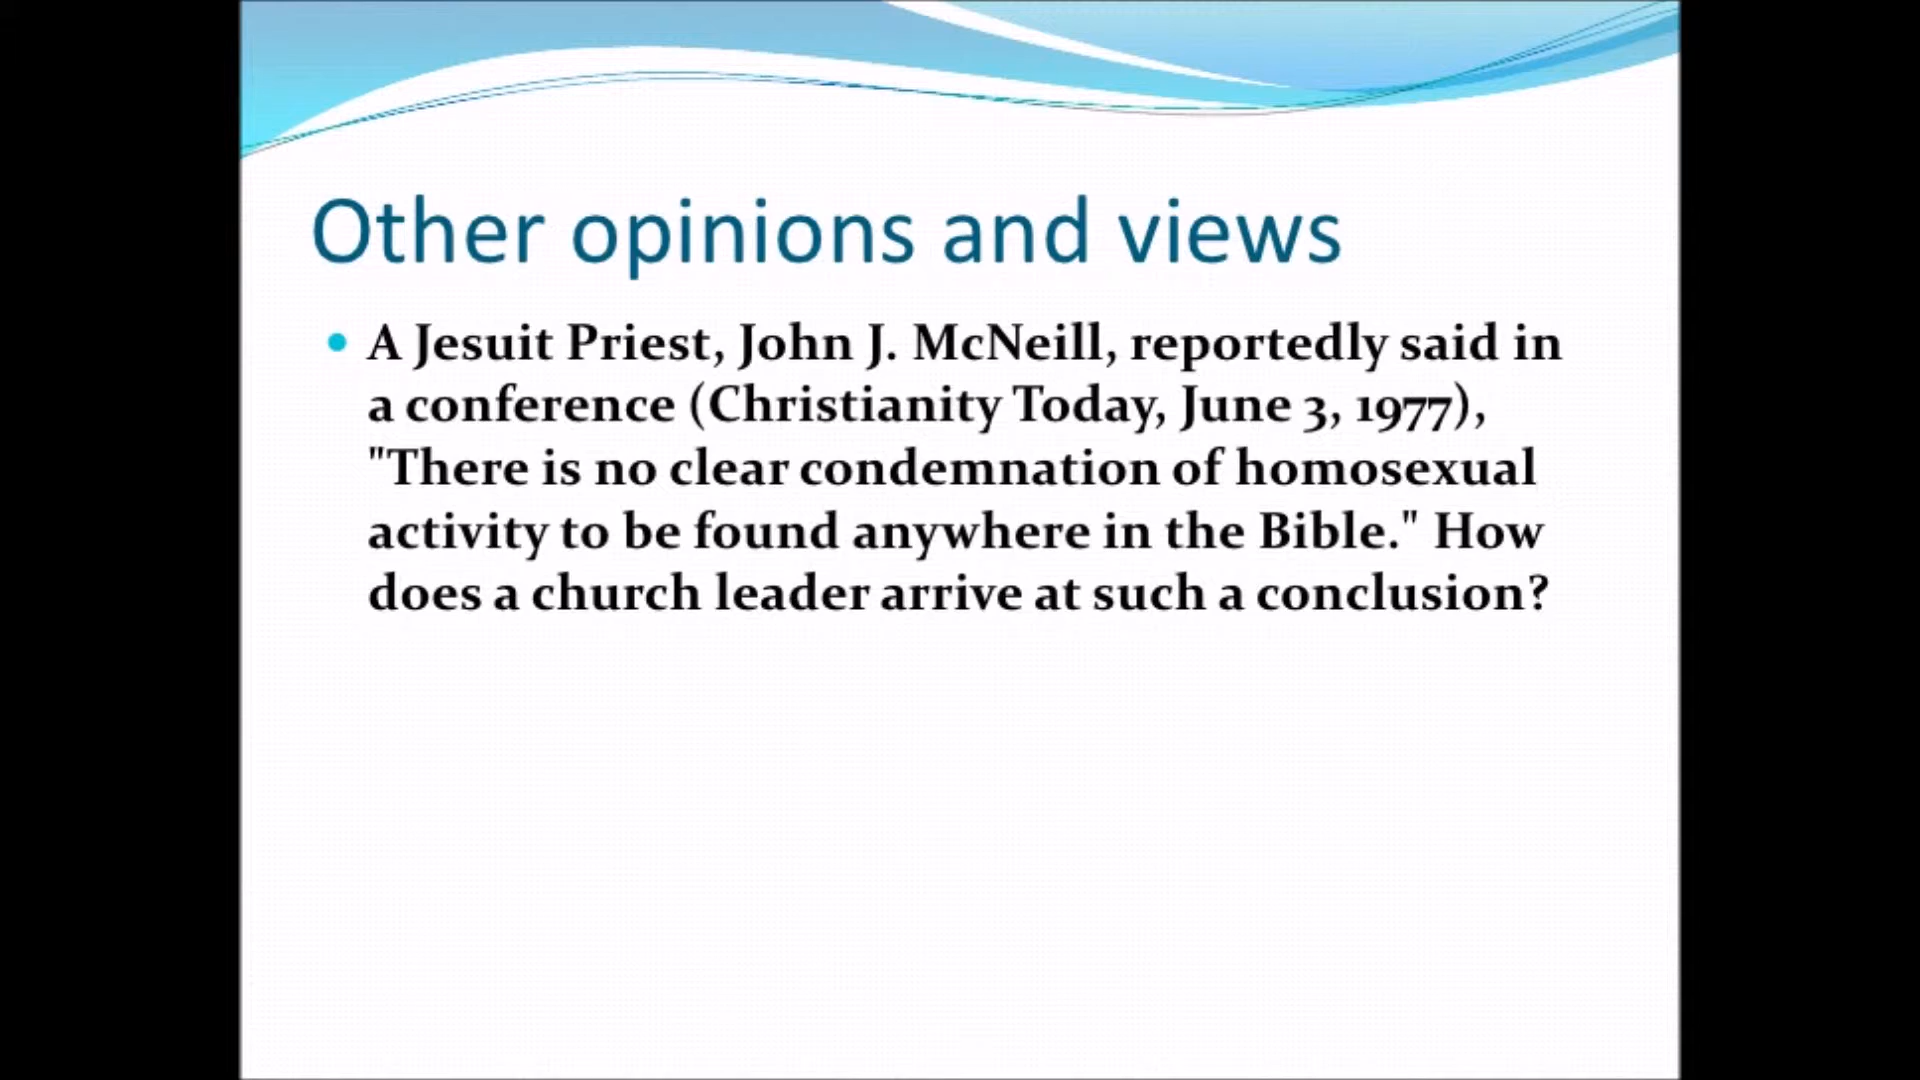 Other opinions and views
A Jesuit Priest, John J. McNeill, reportedly said in
a conference (Christianity Today, June 3, 1977),
"There is no clear condemnation of homosexual
activity to be found anywhere in the Bible." How
does a church leader arrive at such a conclusion?